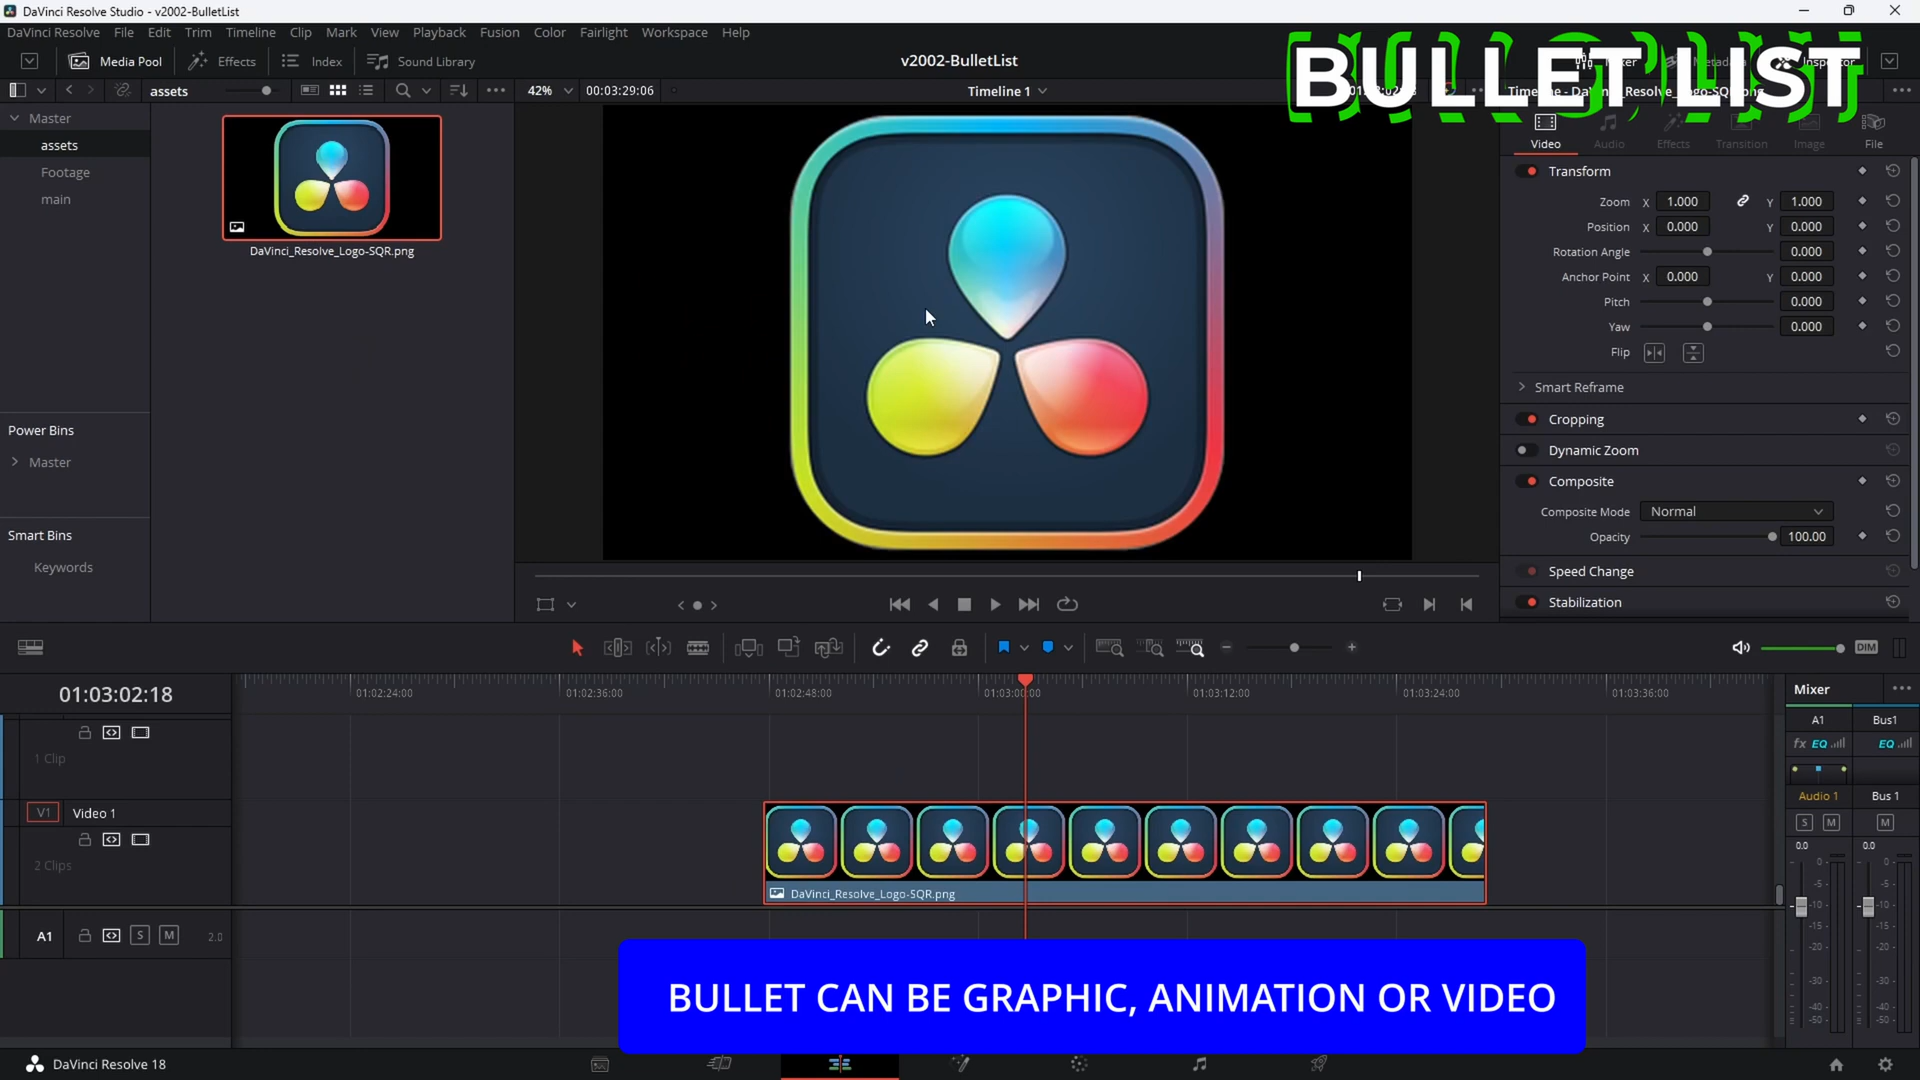 DaVinci Resolve Studio - v2002-BulletList
DaVinci Resolve File Edit Trim Timeline Clip Mark View Playback Fusion Color Fairlight Workspace Help
Media Pool Effects Index Sound Library v2002-BulletList
BULLET LIST
assets 42% 00:03:29:06 Timeline 1
Master
assets
Footage
main
DaVinci_Resolve_Logo-SQR.png
Power Bins
Master
Smart Bins
Keywords
Video Audio Effects Transition Image File
Transform
Zoom X 1.000 Y 1.000
Position X 0.000 Y 0.000
Rotation Angle 0.000
Anchor Point X 0.000 Y 0.000
Pitch 0.000
Yaw 0.000
Flip
Smart Reframe
Cropping
Dynamic Zoom
Composite
Composite Mode Normal
Opacity 100.00
Speed Change
Stabilization
DIM
01:03:02:18
01:02:24:00 01:02:36:00 01:02:48:00 01:03:00:00 01:03:12:00 01:03:24:00 01:03:36:00
1 Clip
V1 Video 1
2 Clips
DaVinci_Resolve_Logo-SQR.png
A1 S M 2.0
Mixer
A1 Bus1
fx EQ EQ
Audio 1 Bus 1
S M M
0.0 0.0
BULLET CAN BE GRAPHIC, ANIMATION OR VIDEO
DaVinci Resolve 18